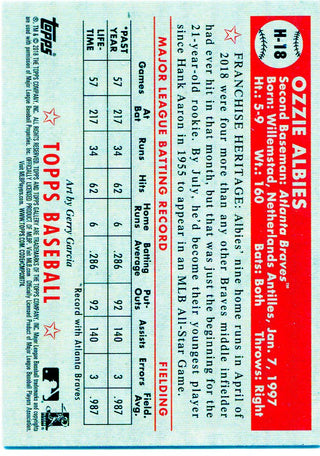 H-18
OZZIE ALBIES
Second Baseman: Atlanta Braves™
Born: Willemstad, Netherlands Antilles, Jan. 7, 1997
Ht.: 5-9 Wt.: 160 Bats: Both Throws: Right
☆ FRANCHISE HERITAGE: Albies' nine home runs in April of
2018 were four more than any other Braves middle infielder
had ever hit in that month, but that was just the beginning for the
21-year-old rookie. By July, he'd become their youngest player
since Hank Aaron in 1955 to appear in an MLB All-Star Game.
MAJOR LEAGUE BATTING RECORD FIELDING
Games At Bat Runs Hits Home Runs Batting Average Put-Outs Assists Errors Field. Avg.
*PAST YEAR 57 217 34 62 6 .286 92 140 3 .987
LIFE-TIME 57 217 34 62 6 .286 92 140 3 .987
*Record with Atlanta Braves
Art by Gerry Garcia
☆ TOPPS BASEBALL ☆
Topps